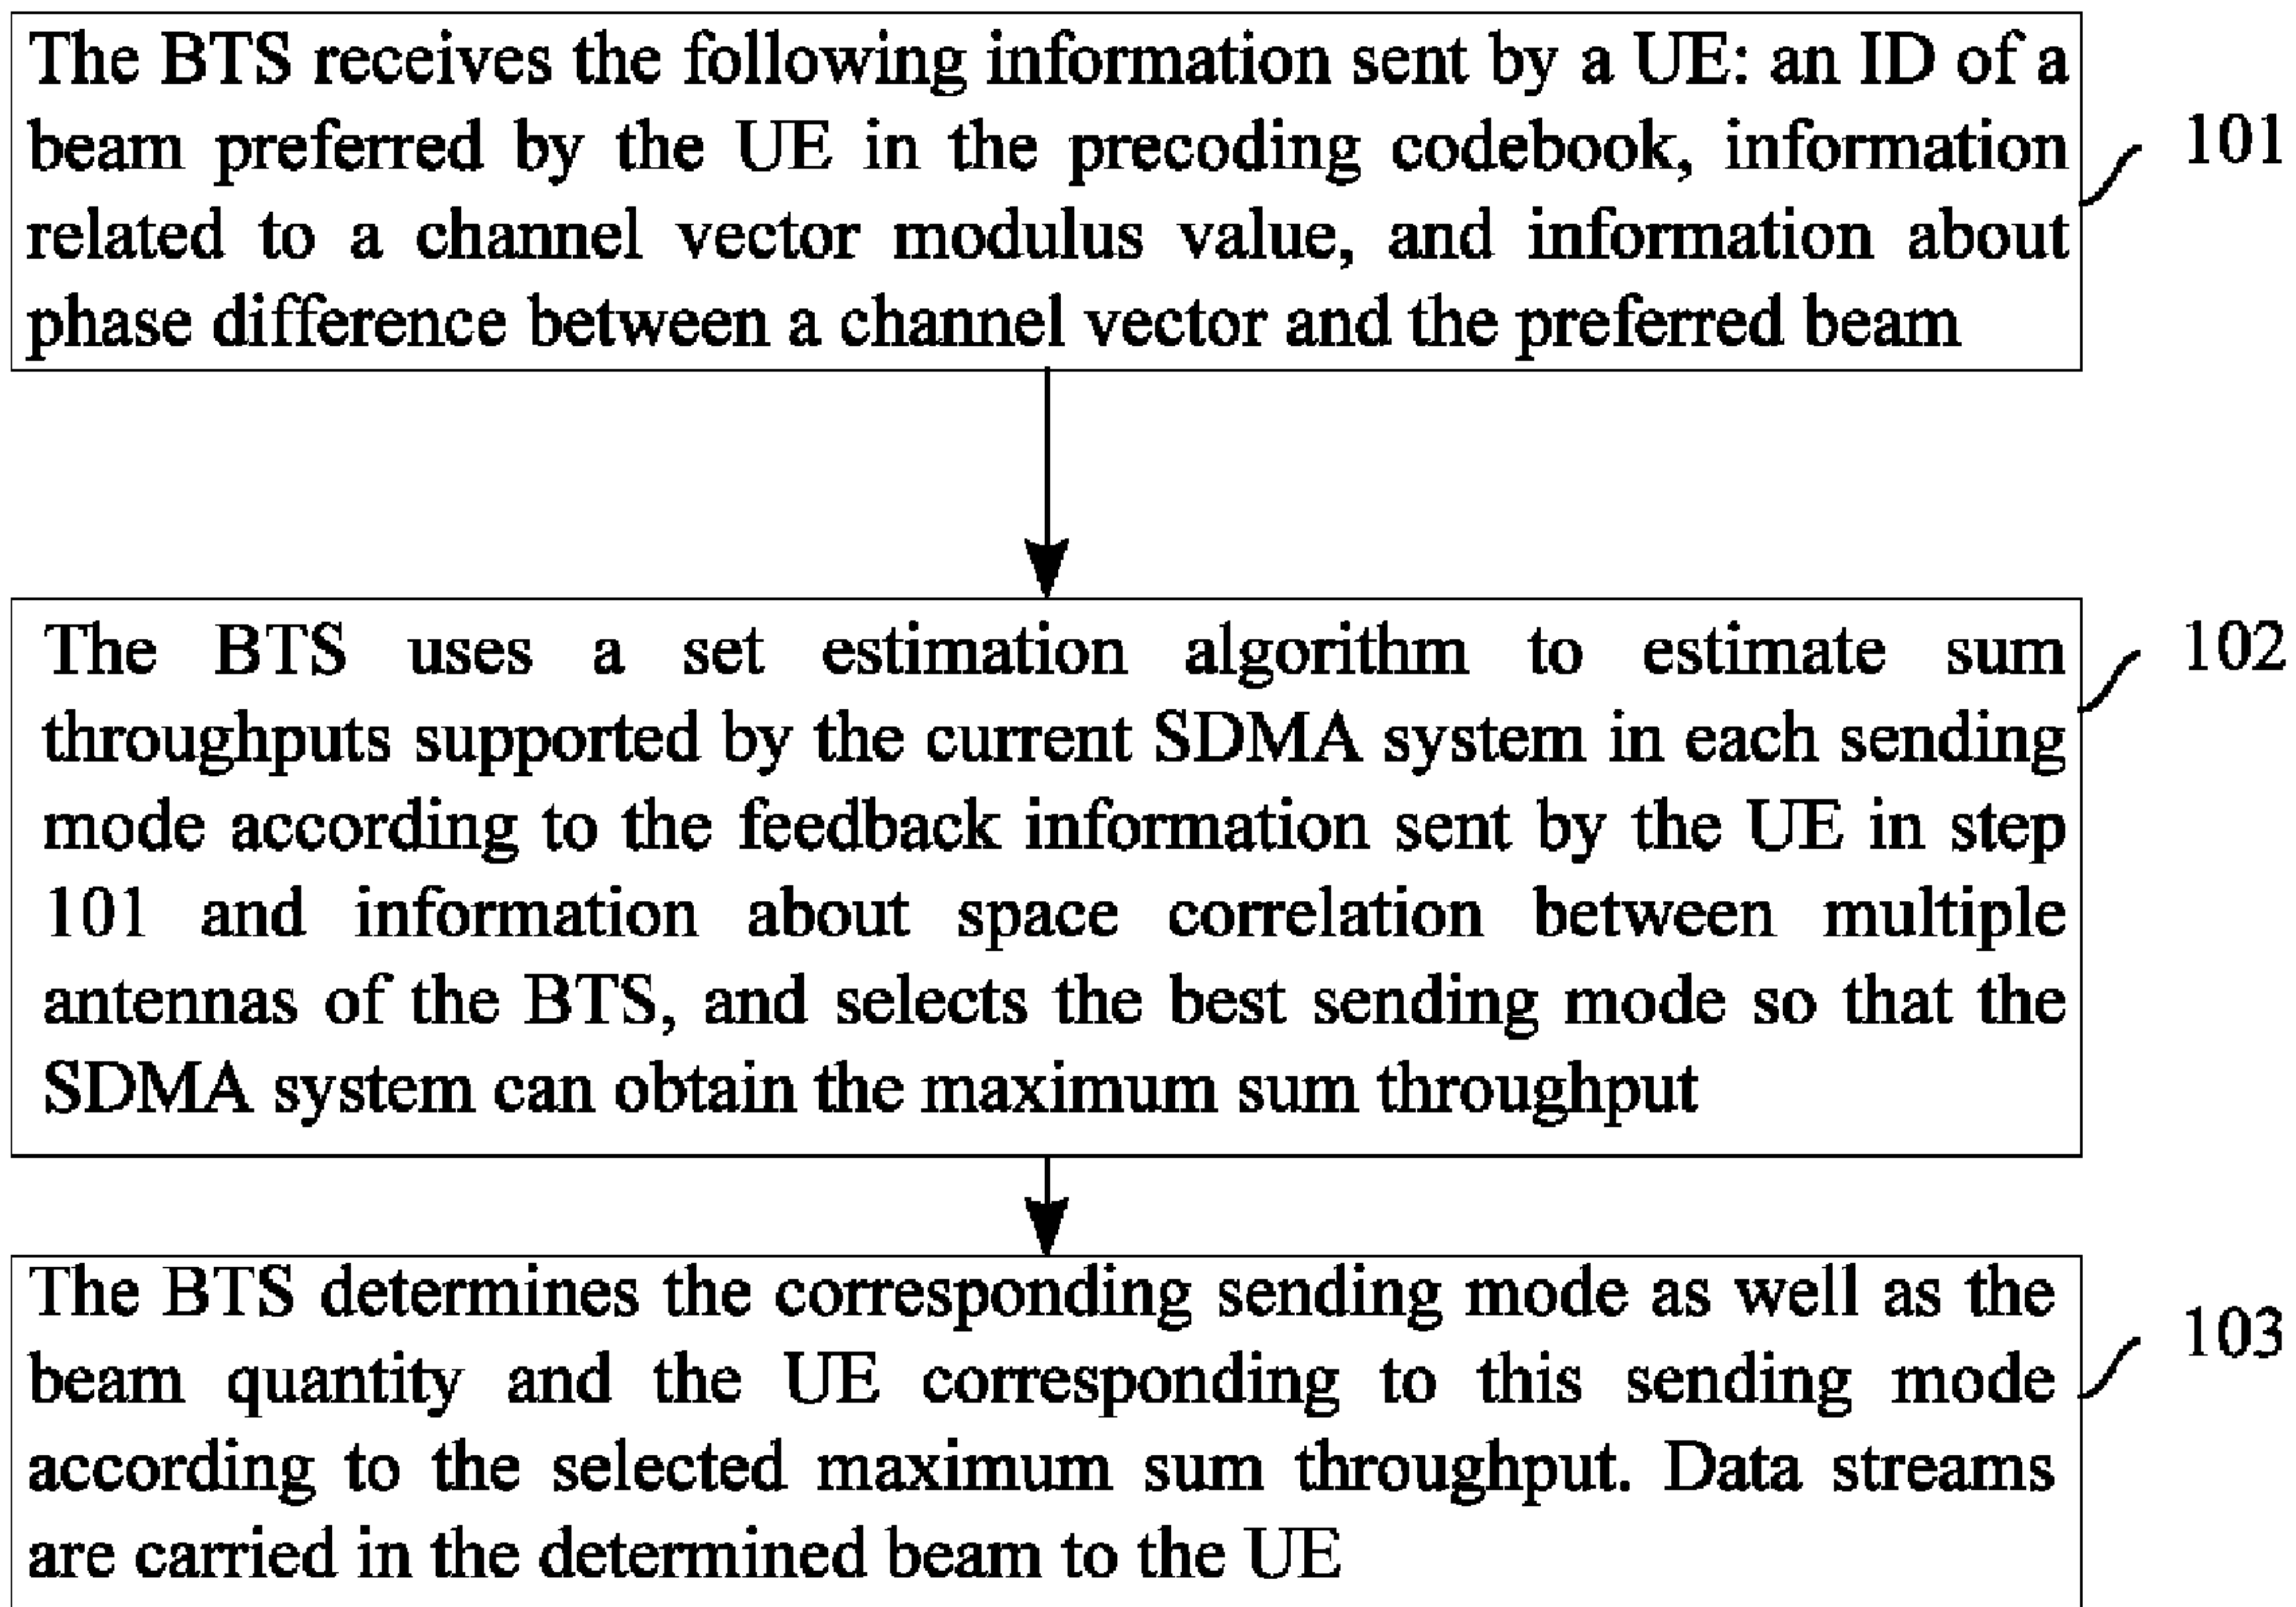 The BTS receives the following information sent by a UE: an ID of a
beam preferred by the UE in the precoding codebook, information
related to a channel vector modulus value, and information about
phase difference between a channel vector and the preferred beam
101
The BTS uses a set estimation algorithm to estimate sum
throughputs supported by the current SDMA system in each sending
mode according to the feedback information sent by the UE in step
101 and information about space correlation between multiple
antennas of the BTS, and selects the best sending mode so that the
SDMA system can obtain the maximum sum throughput
102
The BTS determines the corresponding sending mode as well as the
beam quantity and the UE corresponding to this sending mode
according to the selected maximum sum throughput. Data streams
are carried in the determined beam to the UE
103